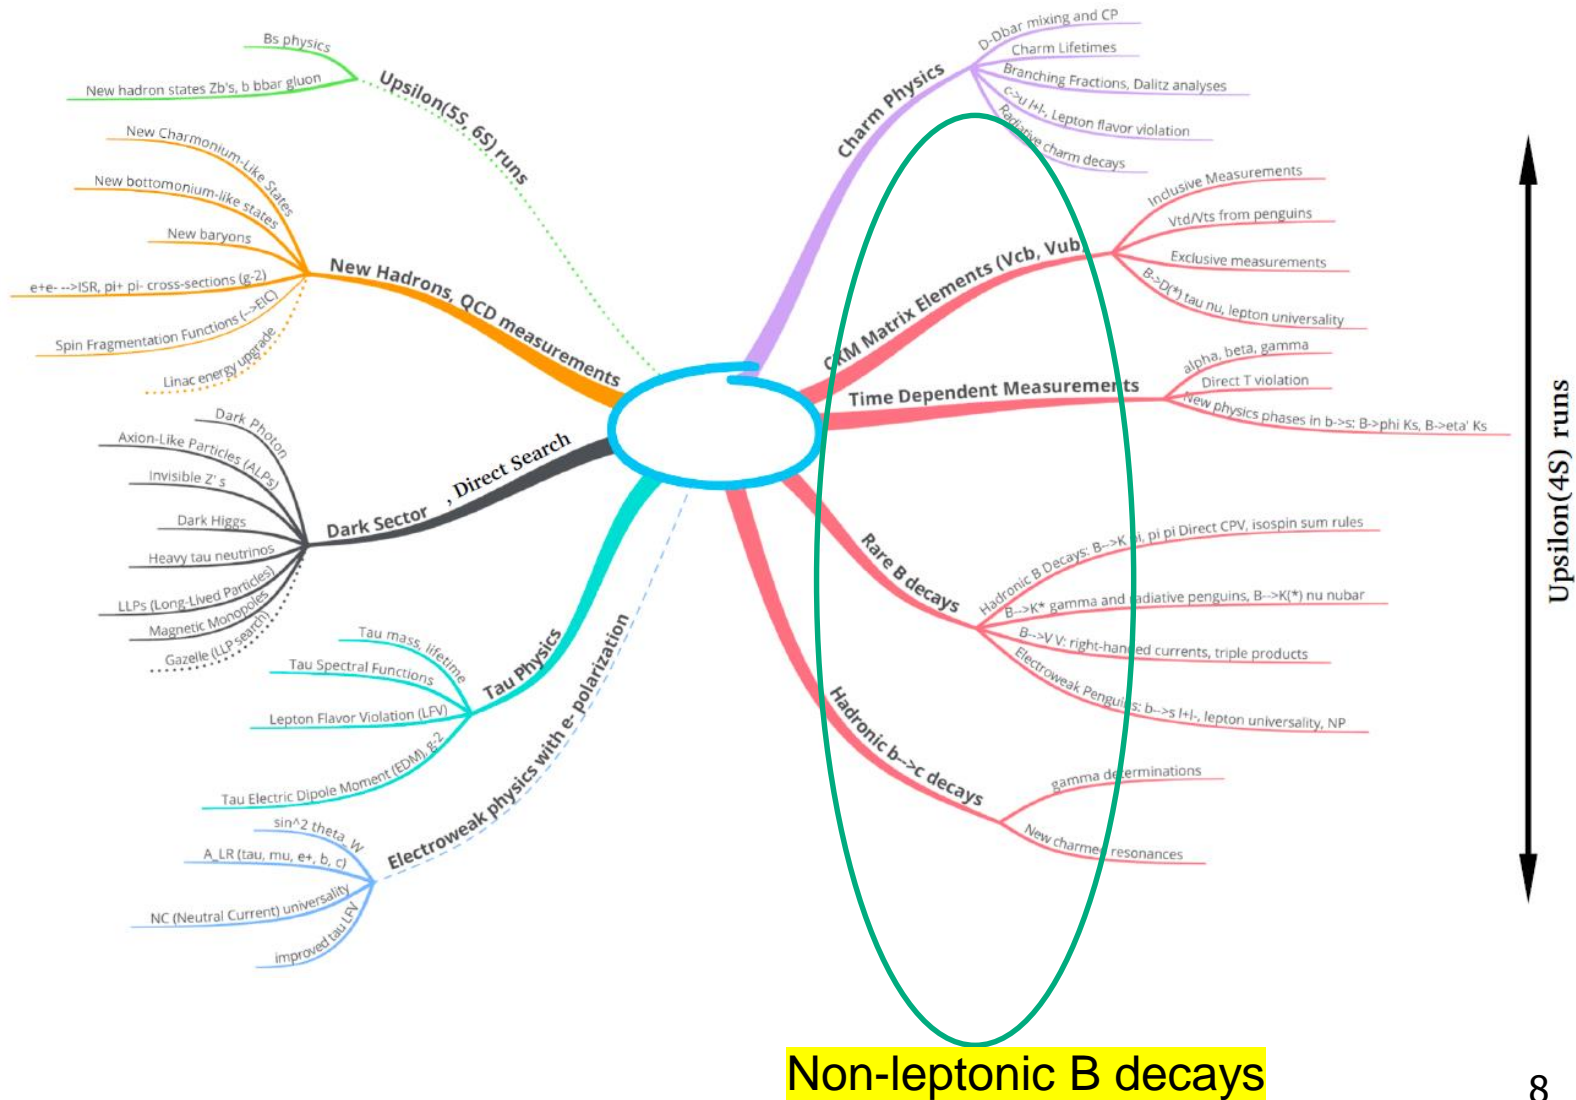 Upsilon(5S, 6S) runs
Bs physics
New hadron states Zb's, b bbar gluon
New Hadrons, QCD measurements
New Charmonium-Like States
New bottomonium-like states
New baryons
e+e- -->ISR, pi+ pi- cross-sections (g-2)
Spin Fragmentation Functions (-->EIC)
Linac energy upgrade
Dark Sector , Direct Search
Dark Photon
Axion-Like Particles (ALPs)
Invisible Z' s
Dark Higgs
Heavy tau neutrinos
LLPs (Long-Lived Particles)
Magnetic Monopoles
Gazelle (LLP search)
Tau Physics
Tau mass, lifetime
Tau Spectral Functions
Lepton Flavor Violation (LFV)
Tau Electric Dipole Moment (EDM), g-2
Electroweak physics with e- polarization
sin^2 theta_W
A_LR (tau, mu, e+, b, c)
NC (Neutral Current) universality
improved tau LFV
Charm Physics
D-Dbar mixing and CP
Charm Lifetimes
Branching Fractions, Dalitz analyses
c->u l+l-, Lepton flavor violation
Radiative charm decays
CKM Matrix Elements (Vcb, Vub)
Inclusive Measurements
Vtd/Vts from penguins
Exclusive measurements
B->D(*) tau nu, lepton universality
Time Dependent Measurements
alpha, beta, gamma
Direct T violation
New physics phases in b->s: B->phi Ks, B->eta' Ks
Rare B decays
Hadronic B Decays: B-->K pi, pi pi Direct CPV, isospin sum rules
B-->K* gamma and radiative penguins, B-->K(*) nu nubar
B-->V V: right-handed currents, triple products
Electroweak Penguins: b-->s l+l-, lepton universality, NP
Hadronic b-->c decays
gamma determinations
New charmed resonances
Upsilon(4S) runs
Non-leptonic B decays
8